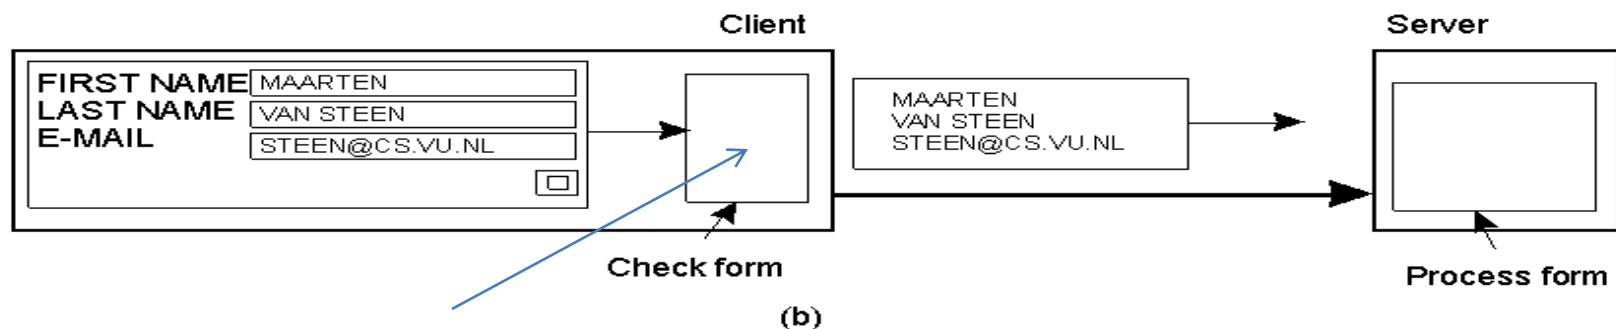 Client
Server
FIRST NAME MAARTEN
LAST NAME VAN STEEN
E-MAIL STEEN@CS.VU.NL
MAARTEN
VAN STEEN
STEEN@CS.VU.NL
Check form
Process form
(b)